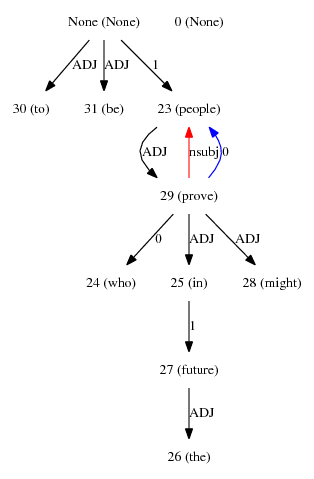 None (None) 0 (None)
ADJ ADJ 1
30 (to) 31 (be) 23 (people)
ADJ nsubj 0
29 (prove)
0 ADJ ADJ
24 (who) 25 (in) 28 (might)
1
27 (future)
ADJ
26 (the)